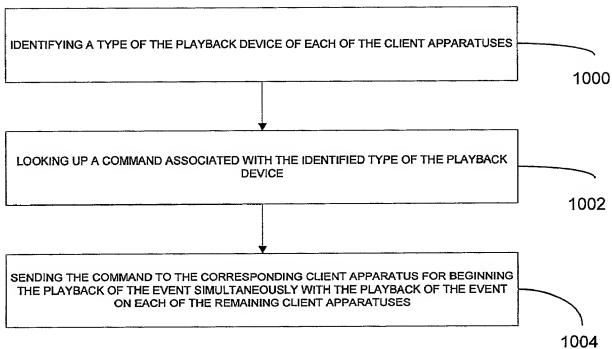 IDENTIFYING A TYPE OF THE PLAYBACK DEVICE OF EACH OF THE CLIENT APPARATUSES
1000
LOOKING UP A COMMAND ASSOCIATED WITH THE IDENTIFIED TYPE OF THE PLAYBACK
DEVICE
1002
SENDING THE COMMAND TO THE CORRESPONDING CLIENT APPARATUS FOR BEGINNING
THE PLAYBACK OF THE EVENT SIMULTANEOUSLY WITH THE PLAYBACK OF THE EVENT
ON EACH OF THE REMAINING CLIENT APPARATUSES
1004